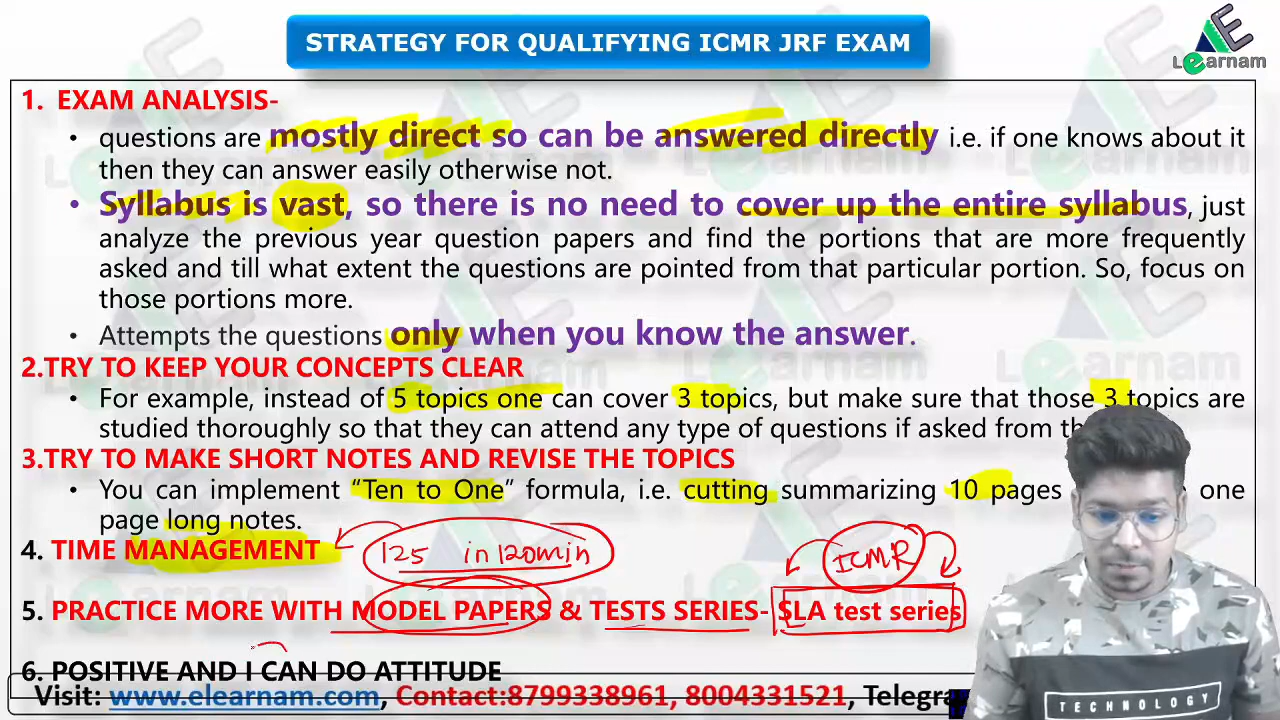 STRATEGY FOR QUALIFYING ICMR JRF EXAM
Learnam
1. EXAM ANALYSIS-
• questions are mostly direct so can be answered directly i.e. if one knows about it
then they can answer easily otherwise not.
• Syllabus is vast, so there is no need to cover up the entire syllabus, just
analyze the previous year question papers and find the portions that are more frequently
asked and till what extent the questions are pointed from that particular portion. So, focus on
those portions more.
• Attempts the questions only when you know the answer.
2.TRY TO KEEP YOUR CONCEPTS CLEAR
• For example, instead of 5 topics one can cover 3 topics, but make sure that those 3 topics are
studied thoroughly so that they can attend any type of questions if asked from
3.TRY TO MAKE SHORT NOTES AND REVISE THE TOPICS
• You can implement “Ten to One” formula, i.e. cutting summarizing 10 pages one
page long notes.
4. TIME MANAGEMENT 125 in 120min ICMR
5. PRACTICE MORE WITH MODEL PAPERS & TESTS SERIES- SLA test series
6. POSITIVE AND I CAN DO ATTITUDE
Visit: www.elearnam.com, Contact:8799338961, 8004331521,
TECHNOLOGY